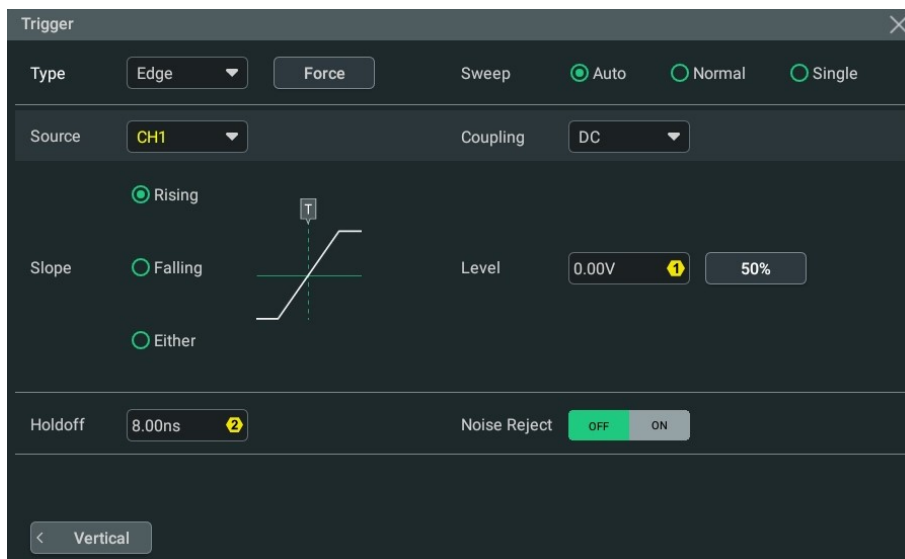 Trigger
Type Edge Force Sweep Auto Normal Single
Source CH1 Coupling DC
Rising
T
Slope Falling Level 0.00V 1 50%
Either
Holdoff 8.00ns 2 Noise Reject OFF ON
< Vertical